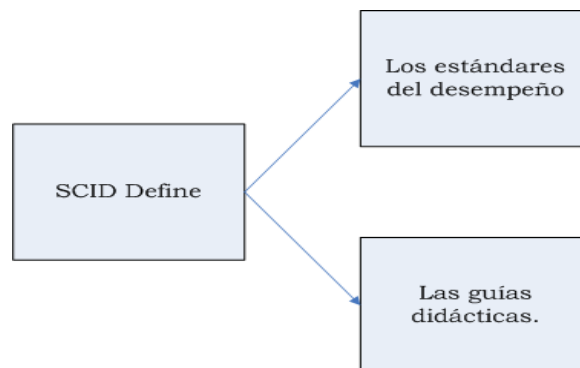 Los estándares
del desempeño
SCID Define
Las guías
didácticas.